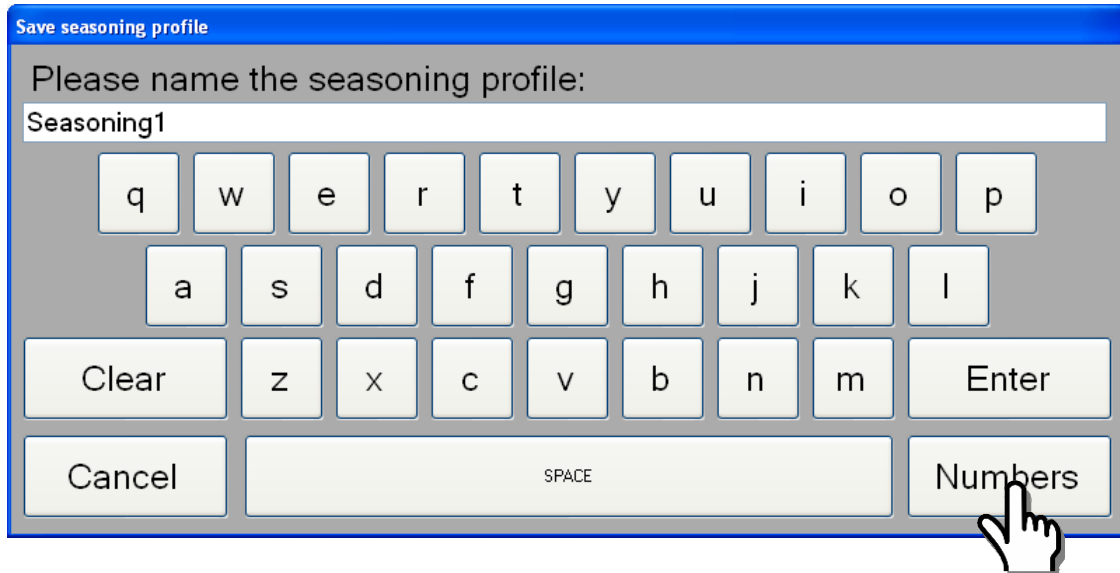 Save seasoning profile
Please name the seasoning profile:
Seasoning1
q w e r t y u i o p
a s d f g h j k l
Clear z x c v b n m Enter
Cancel SPACE Numbers